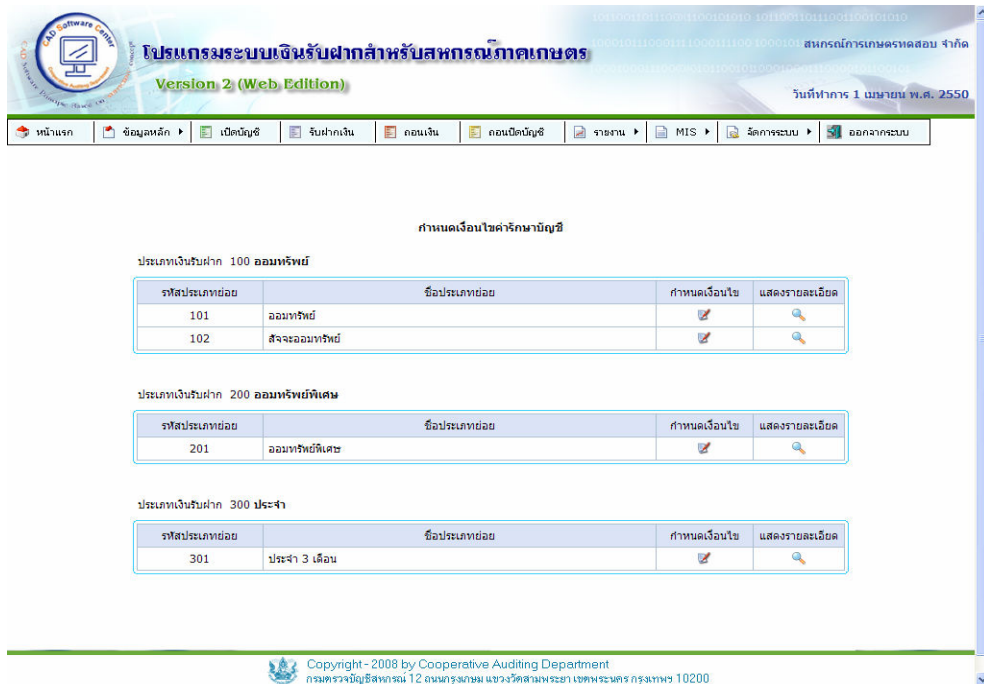 CAD Software Center
โปรแกรมระบบเงินรับฝากสำหรับสหกรณ์ภาคเกษตร
Version 2 (Web Edition)
สหกรณ์การเกษตรทดสอบ จำกัด
วันที่ทำการ 1 เมษายน พ.ศ. 2550
หน้าแรก ข้อมูลหลัก เปิดบัญชี รับฝากเงิน ถอนเงิน ถอนปิดบัญชี รายงาน MIS จัดการระบบ ออกจากระบบ
กำหนดเงื่อนไขค่ารักษาบัญชี
ประเภทเงินรับฝาก 100 ออมทรัพย์
รหัสประเภทย่อย ชื่อประเภทย่อย กำหนดเงื่อนไข แสดงรายละเอียด
101 ออมทรัพย์
102 สัจจะออมทรัพย์
ประเภทเงินรับฝาก 200 ออมทรัพย์พิเศษ
รหัสประเภทย่อย ชื่อประเภทย่อย กำหนดเงื่อนไข แสดงรายละเอียด
201 ออมทรัพย์พิเศษ
ประเภทเงินรับฝาก 300 ประจำ
รหัสประเภทย่อย ชื่อประเภทย่อย กำหนดเงื่อนไข แสดงรายละเอียด
301 ประจำ 3 เดือน
Copyright - 2008 by Cooperative Auditing Department
กรมตรวจบัญชีสหกรณ์ 12 ถนนกรุงเกษม แขวงวัดสามพระยา เขตพระนคร กรุงเทพฯ 10200